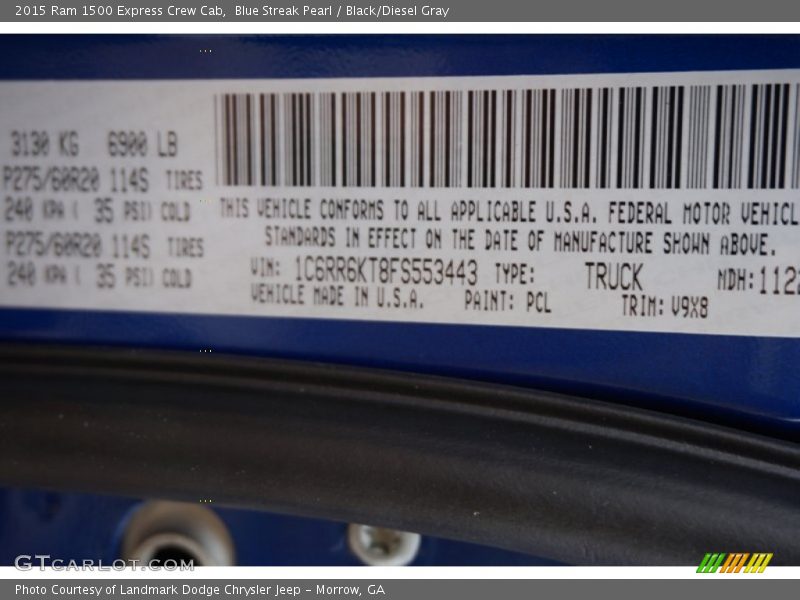 2015 Ram 1500 Express Crew Cab, Blue Streak Pearl / Black/Diesel Gray
3130 KG 6900 LB
P275/60R20 114S TIRES
240 KPA ( 35 PSI) COLD
P275/60R20 114S TIRES
240 KPA ( 35 PSI) COLD
THIS VEHICLE CONFORMS TO ALL APPLICABLE U.S.A. FEDERAL MOTOR VEHICL
STANDARDS IN EFFECT ON THE DATE OF MANUFACTURE SHOWN ABOVE.
VIN: 1C6RR6KT8FS553443 TYPE: TRUCK MDH: 112
VEHICLE MADE IN U.S.A. PAINT: PCL TRIM: V9X8
GTcarlot.com
Photo Courtesy of Landmark Dodge Chrysler Jeep – Morrow, GA